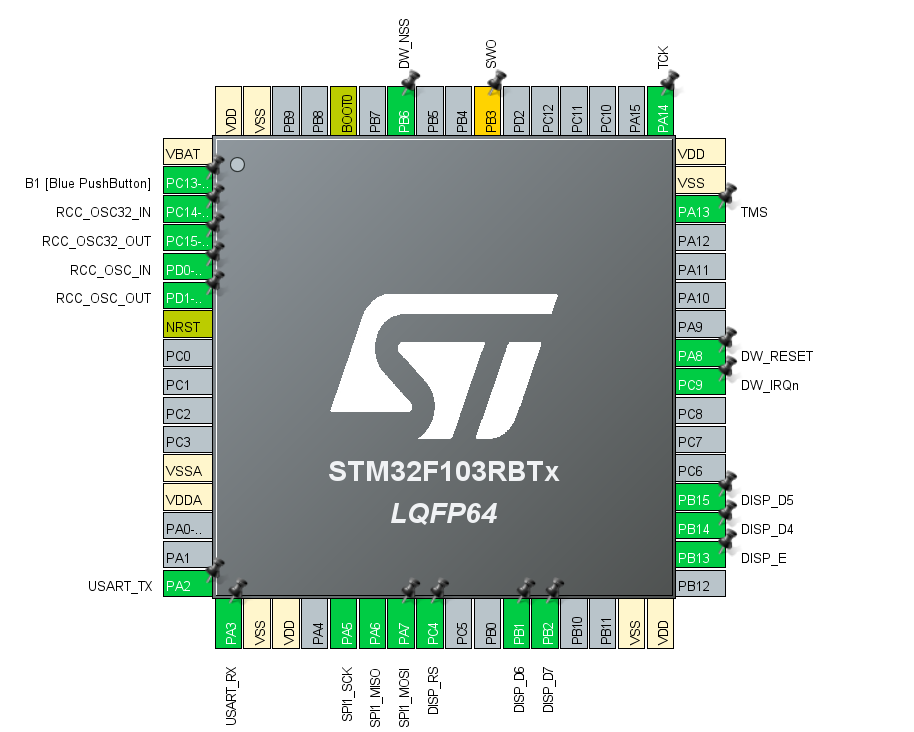 DW_NSS
SWO
TCK
VDD
VSS
PB9
PB8
BOOT0
PB7
PB6
PB5
PB4
PB3
PD2
PC12
PC11
PC10
PA15
PA14
VBAT
B1 [Blue PushButton] PC13-..
RCC_OSC32_IN PC14-..
RCC_OSC32_OUT PC15-..
RCC_OSC_IN PD0-..
RCC_OSC_OUT PD1-..
NRST
PC0
PC1
PC2
PC3
VSSA
VDDA
PA0-..
PA1
USART_TX PA2
ST
STM32F103RBTx
LQFP64
VDD
VSS
PA13 TMS
PA12
PA11
PA10
PA9
PA8 DW_RESET
PC9 DW_IRQn
PC8
PC7
PC6
PB15 DISP_D5
PB14 DISP_D4
PB13 DISP_E
PB12
PA3
VSS
VDD
PA4
PA5
PA6
PA7
PC4
PC5
PB0
PB1
PB2
PB10
PB11
VSS
VDD
USART_RX
SPI1_SCK
SPI1_MISO
SPI1_MOSI
DISP_RS
DISP_D6
DISP_D7